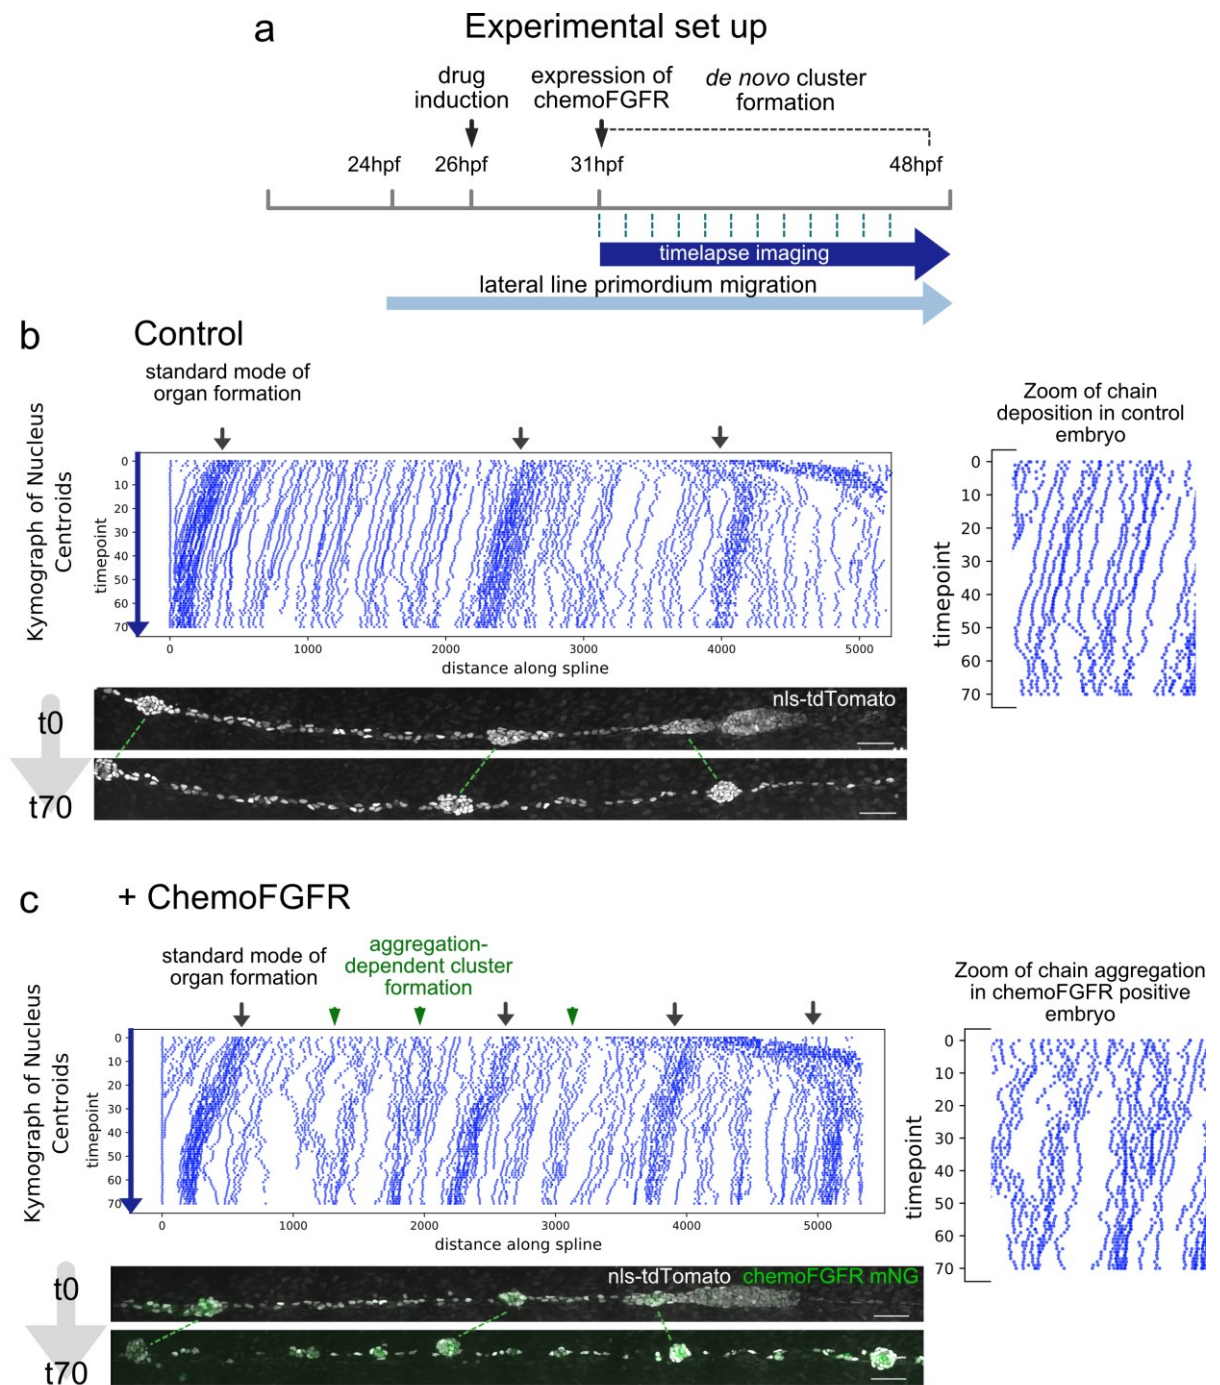 a
Experimental set up
drug
induction
expression of
chemoFGFR
de novo cluster
formation
24hpf
26hpf
31hpf
48hpf
timelapse imaging
lateral line primordium migration
b
Control
standard mode of
organ formation
Kymograph of Nucleus
Centroids
timepoint
0
10
20
30
40
50
60
70
0
1000
2000
3000
4000
5000
distance along spline
Zoom of chain
deposition in control
embryo
timepoint
0
10
20
30
40
50
60
70
t0
nls-tdTomato
t70
c
+ ChemoFGFR
standard mode of
organ formation
aggregation-
dependent cluster
formation
Kymograph of Nucleus
Centroids
timepoint
0
10
20
30
40
50
60
70
0
1000
2000
3000
4000
5000
distance along spline
Zoom of chain aggregation
in chemoFGFR positive
embryo
timepoint
0
10
20
30
40
50
60
70
t0
nls-tdTomato chemoFGFR mNG
t70